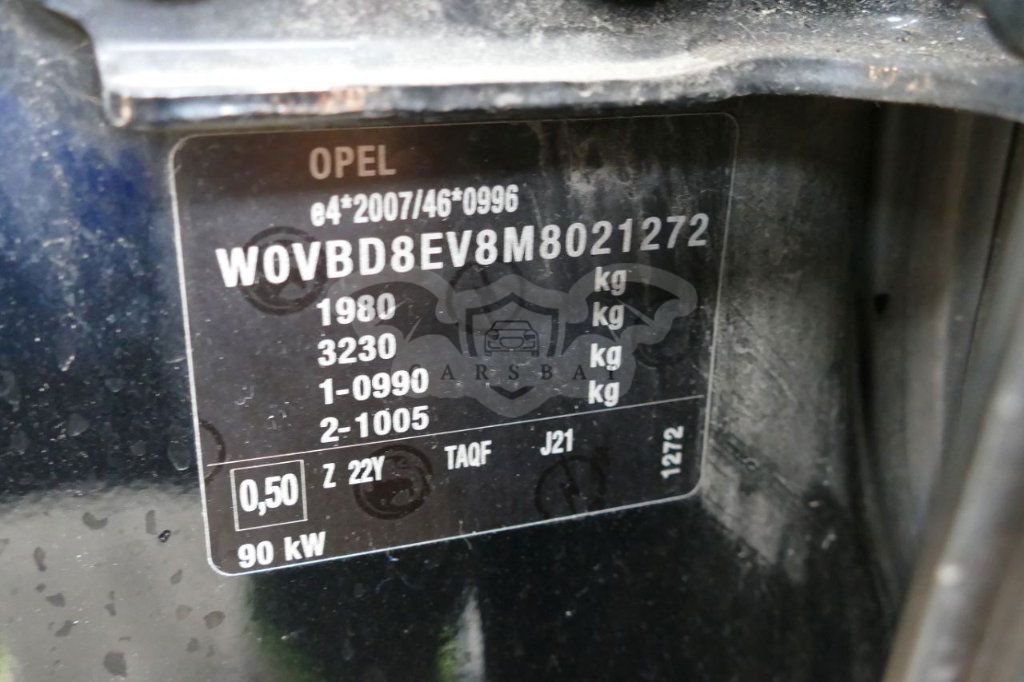 OPEL
e4*2007/46*0996
W0VBD8EV8M8021272
1980 kg
3230 kg
1-0990 kg
2-1005 kg
0,50 Z 22Y TAQF J21 1272
90 kW
CARSBAT